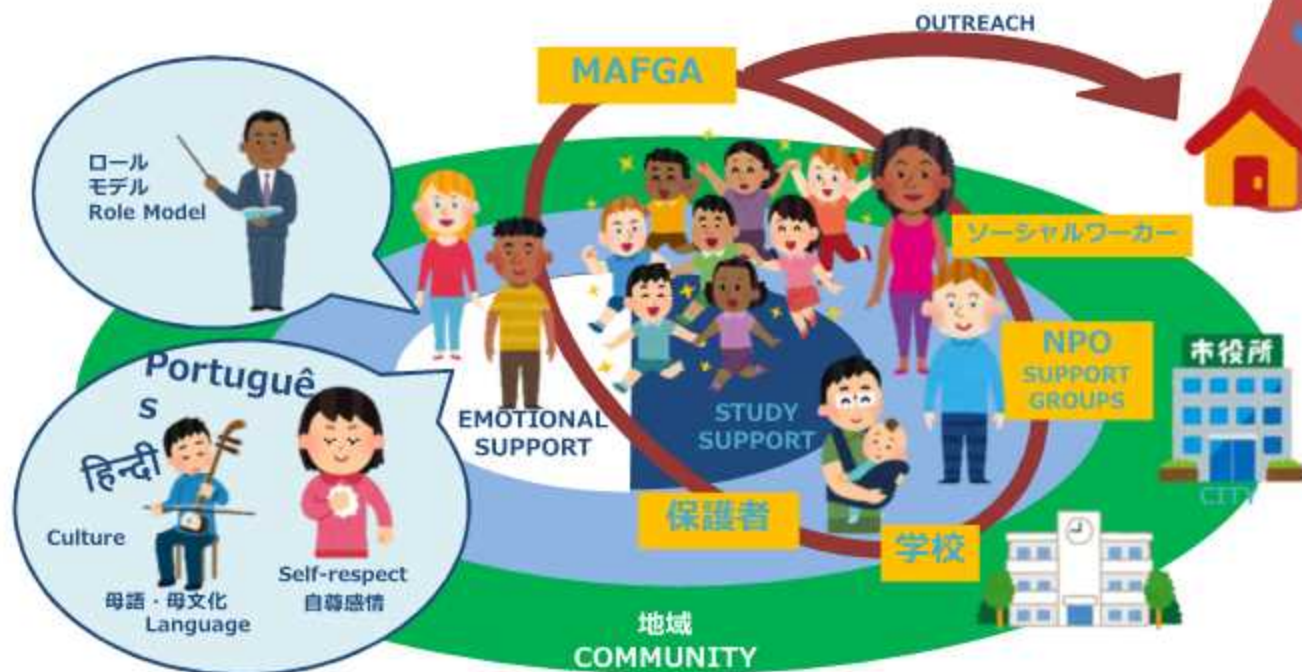 OUTREACH
MAFGA
ロール
モデル
Role Model
ソーシャルワーカー
NPO
SUPPORT
GROUPS
市役所
CITY
EMOTIONAL
SUPPORT
STUDY
SUPPORT
Portuguê
s
हिन्दी
Culture
母語・母文化
Language
Self-respect
自尊感情
保護者
学校
地域
COMMUNITY